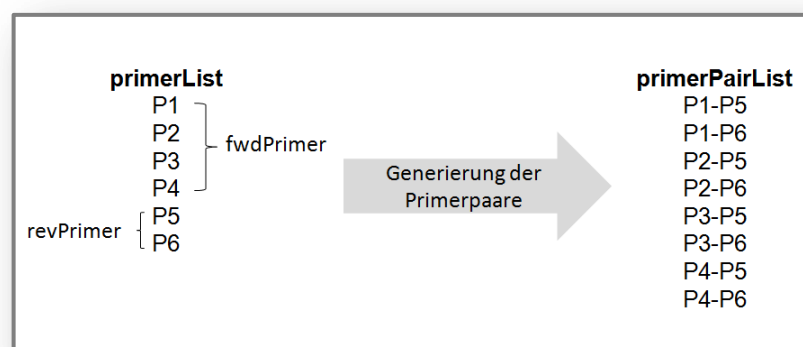 primerList
P1
P2
P3
P4
P5
P6
fwdPrimer
revPrimer
Generierung der
Primerpaare
primerPairList
P1-P5
P1-P6
P2-P5
P2-P6
P3-P5
P3-P6
P4-P5
P4-P6